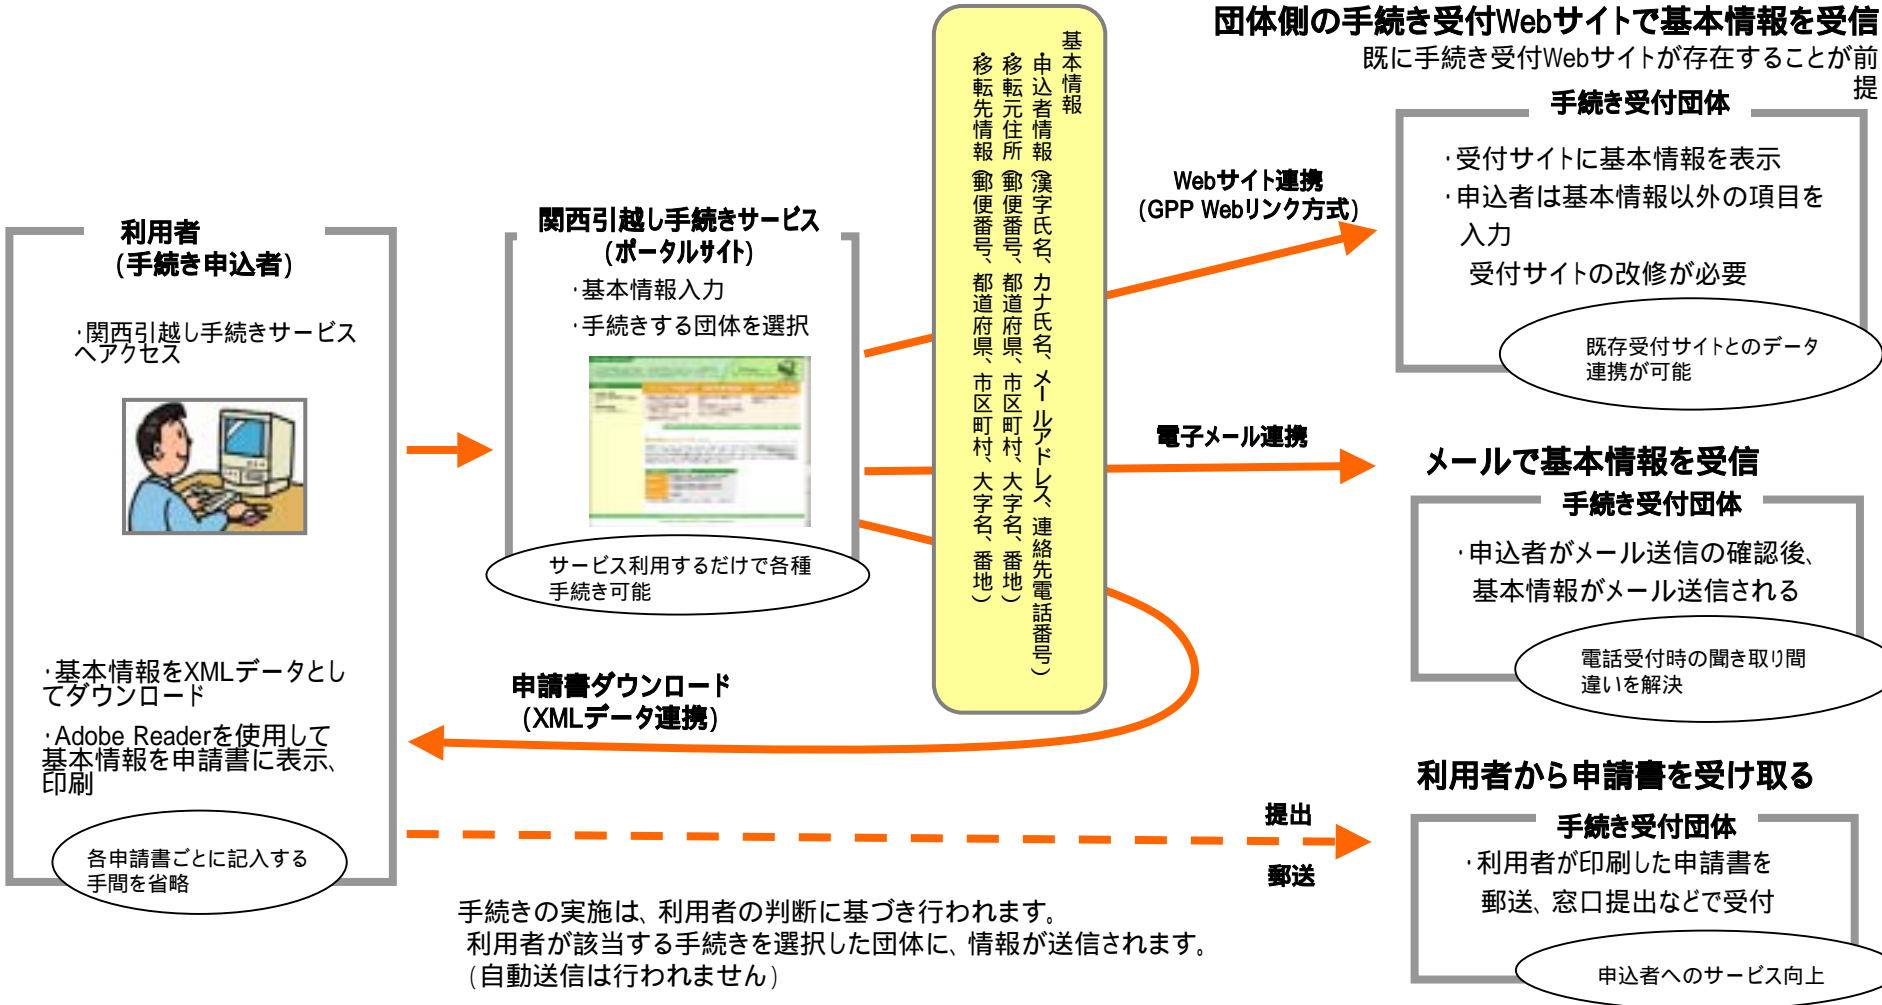 団体側の手続き受付Webサイトで基本情報を受信
既に手続き受付Webサイトが存在することが前
提
手続き受付団体
・受付サイトに基本情報を表示
・申込者は基本情報以外の項目を
入力
受付サイトの改修が必要
既存受付サイトとのデータ
連携が可能
基本情報
・申込者情報（漢字氏名、カナ氏名、メールアドレス、連絡先電話番号）
・移転元住所（郵便番号、都道府県、市区町村、大字名、番地）
・移転先情報（郵便番号、都道府県、市区町村、大字名、番地）
Webサイト連携
(GPP Webリンク方式)
利用者
(手続き申込者)
・関西引越し手続きサービス
へアクセス
関西引越し手続きサービス
(ポータルサイト)
・基本情報入力
・手続きする団体を選択
サービス利用するだけで各種
手続き可能
電子メール連携
メールで基本情報を受信
手続き受付団体
・申込者がメール送信の確認後、
基本情報がメール送信される
電話受付時の聞き取り間
違いを解決
・基本情報をXMLデータとし
てダウンロード
・Adobe Readerを使用して
基本情報を申請書に表示、
印刷
各申請書ごとに記入する
手間を省略
申請書ダウンロード
(XMLデータ連携)
提出
郵送
利用者から申請書を受け取る
手続き受付団体
・利用者が印刷した申請書を
郵送、窓口提出などで受付
申込者へのサービス向上
手続きの実施は、利用者の判断に基づき行われます。
利用者が該当する手続きを選択した団体に、情報が送信されます。
(自動送信は行われません)